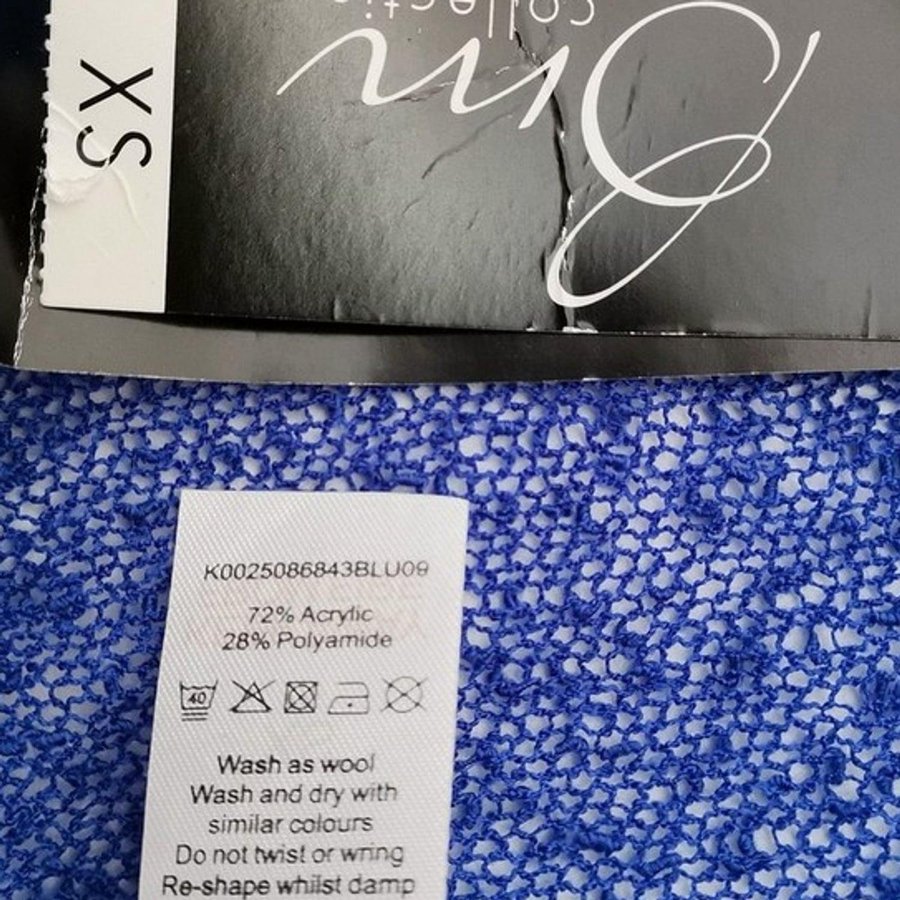 XS
K0025086843BLU09
72% Acrylic
28% Polyamide
40
Wash as wool
Wash and dry with
similar colours
Do not twist or wring
Re-shape whilst damp